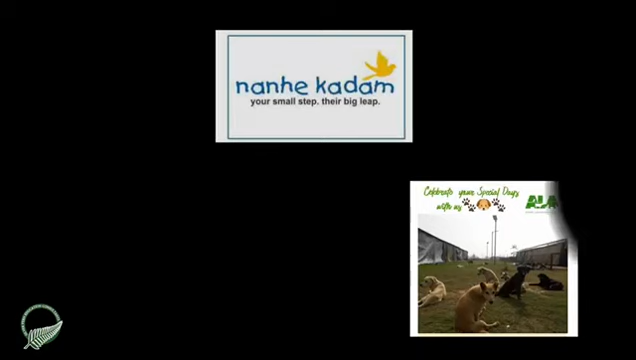 nanhe kadam
your small step. their big leap.
Celebrate your Special Days
with us